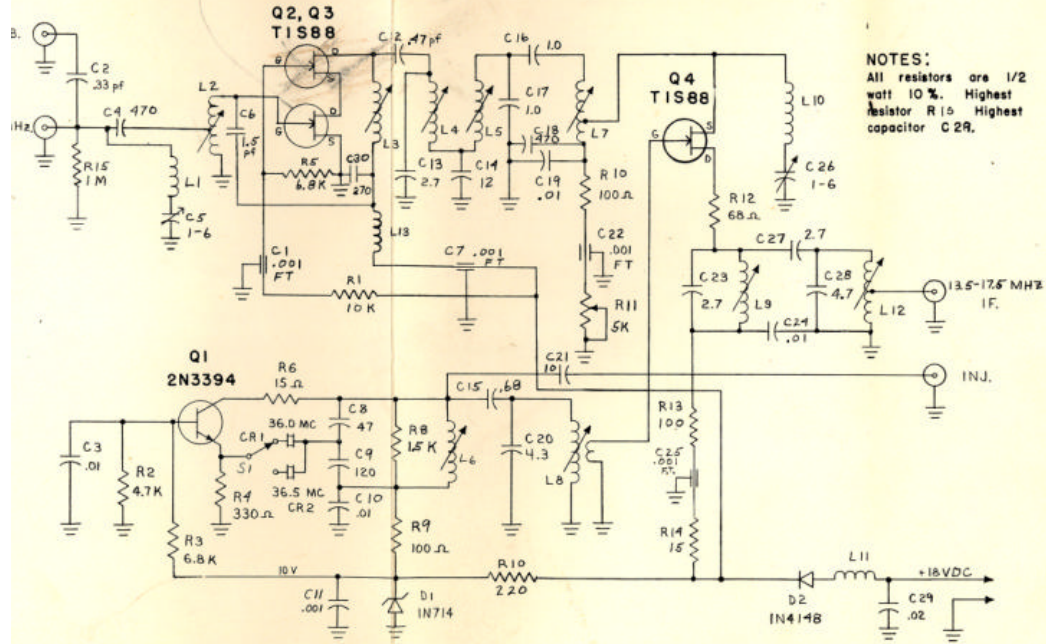 B.
C2
.33 pf
C4 470
MHZ
R15
1M
L1
C5
1-6
L2
C6
1.5
pf
Q2, Q3
TIS88
G
D
G
D
S
R5
6.8K
C30
270
C12 .47pf
L3
L13
C13
2.7
L4
L5
C14
12
C16
1.0
C17
1.0
C18
.470
C19
.01
L7
R10
100Ω
C22
.001
FT
R11
5K
Q4
TIS88
G
S
D
L10
C26
1-6
NOTES:
All resistors are 1/2
watt 10%. Highest
resistor R15 Highest
capacitor C29.
R12
68Ω
C27 2.7
C23
2.7
L9
C28
4.7
L12
C24
.01
13.5-17.5 MHZ
IF.
C1
.001
FT
R1
10K
C7 .001
FT
Q1
2N3394
R6
15Ω
C3
.01
R2
4.7K
R3
6.8K
CR1
S1
36.0 MC
36.5 MC
CR2
R4
330Ω
C8
47
C9
120
C10
.01
R8
1.5K
R9
100Ω
L6
C15 .68
C21
10
C20
4.3
L8
INJ.
R13
100
C25
.001
FT.
R14
15
10V
C11
.001
D1
IN714
R10
220
D2
IN4148
L11
+18VDC
C29
.02